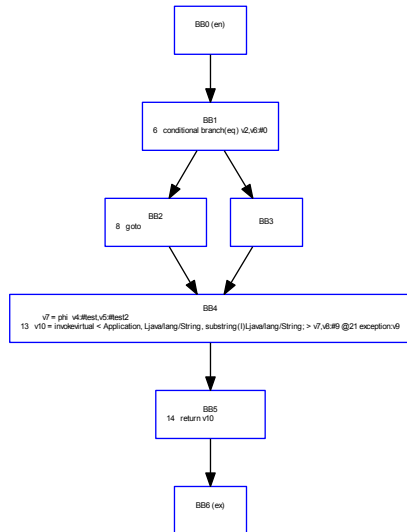 BB0 (en)
BB1
6 conditional branch(eq) v2,v6:#0
BB2
8 goto
BB3
BB4
v7 = phi v4:#test,v5:#test2
13 v10 = invokevirtual < Application, Ljava/lang/String, substring(I)Ljava/lang/String; > v7,v8:#9 @21 exception:v9
BB5
14 return v10
BB6 (ex)